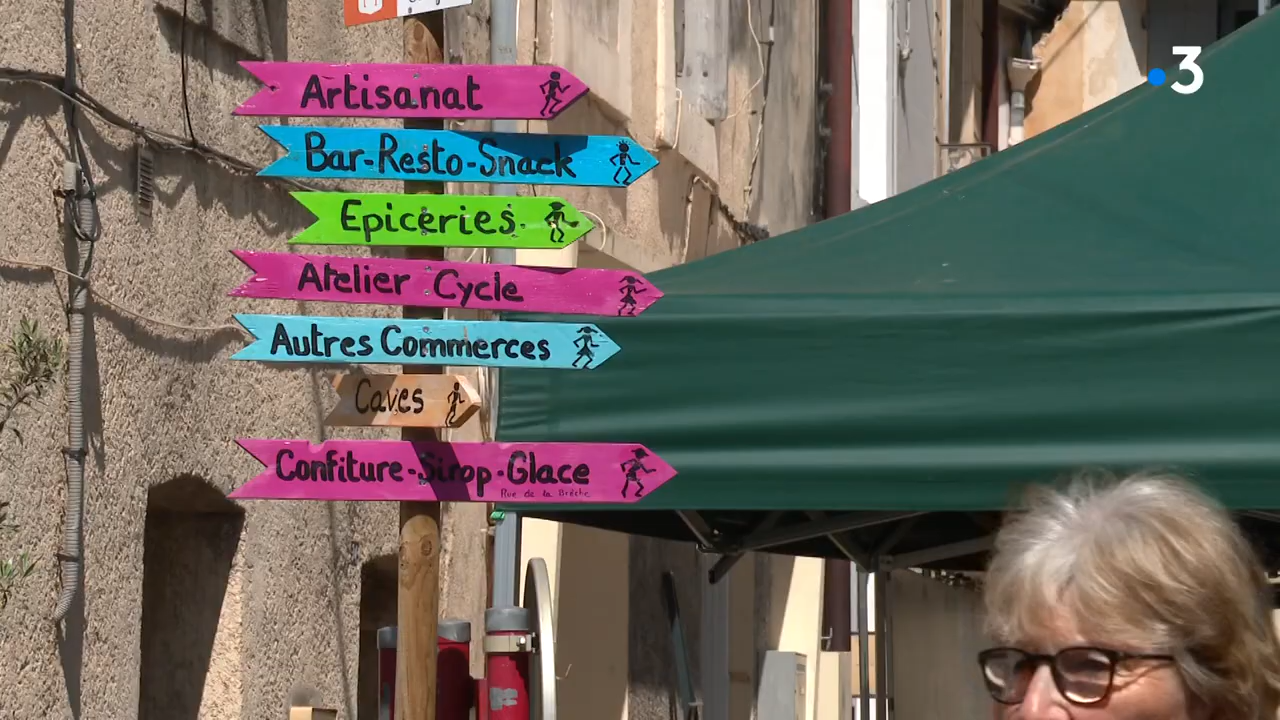 3
Artisanat
Bar-Resto-Snack
Epiceries
Atelier Cycle
Autres Commerces
Caves
Confiture-Sirop-Glace
Rue de la Brèche